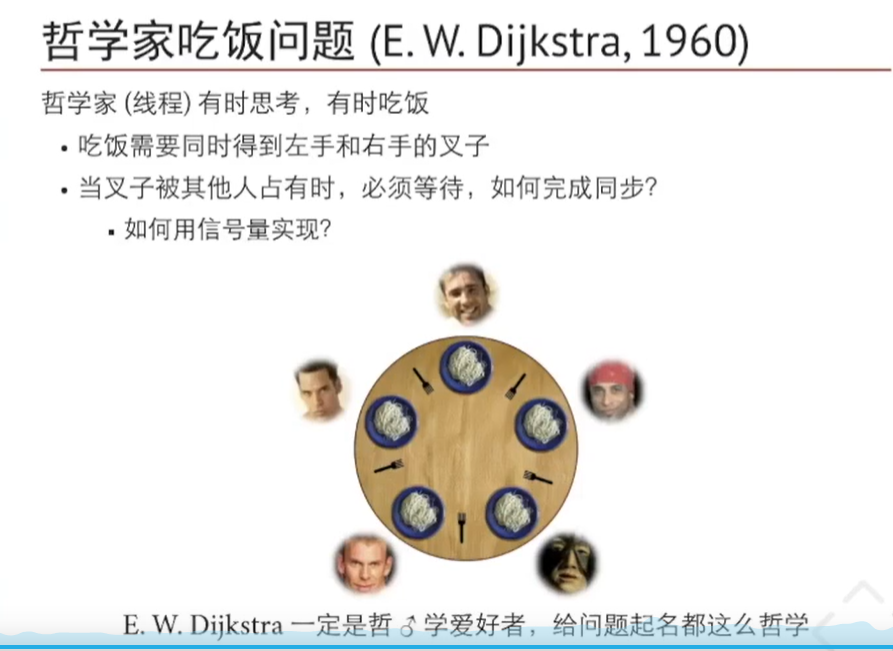 哲学家吃饭问题 (E. W. Dijkstra, 1960)
哲学家 (线程) 有时思考，有时吃饭
• 吃饭需要同时得到左手和右手的叉子
• 当叉子被其他人占有时，必须等待，如何完成同步？
▪ 如何用信号量实现？
E. W. Dijkstra 一定是哲♂学爱好者，给问题起名都这么哲学